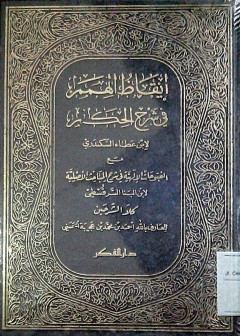 إيقاظ الهمم
في شرح الحكم
لابن عطاء الله السكندري
مع
الفتوحات الإلهية في شرح المباحث الأصلية
لابن البنا السرقسطي
كلا الشرحين
للعارف بالله أحمد بن محمد بن عجيبة الحسني
دار الفكر